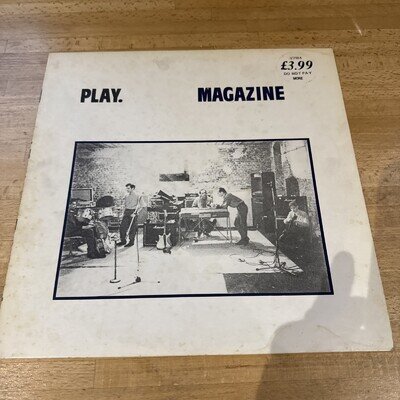 £3.99
DO NOT PAY
MORE
PLAY. MAGAZINE